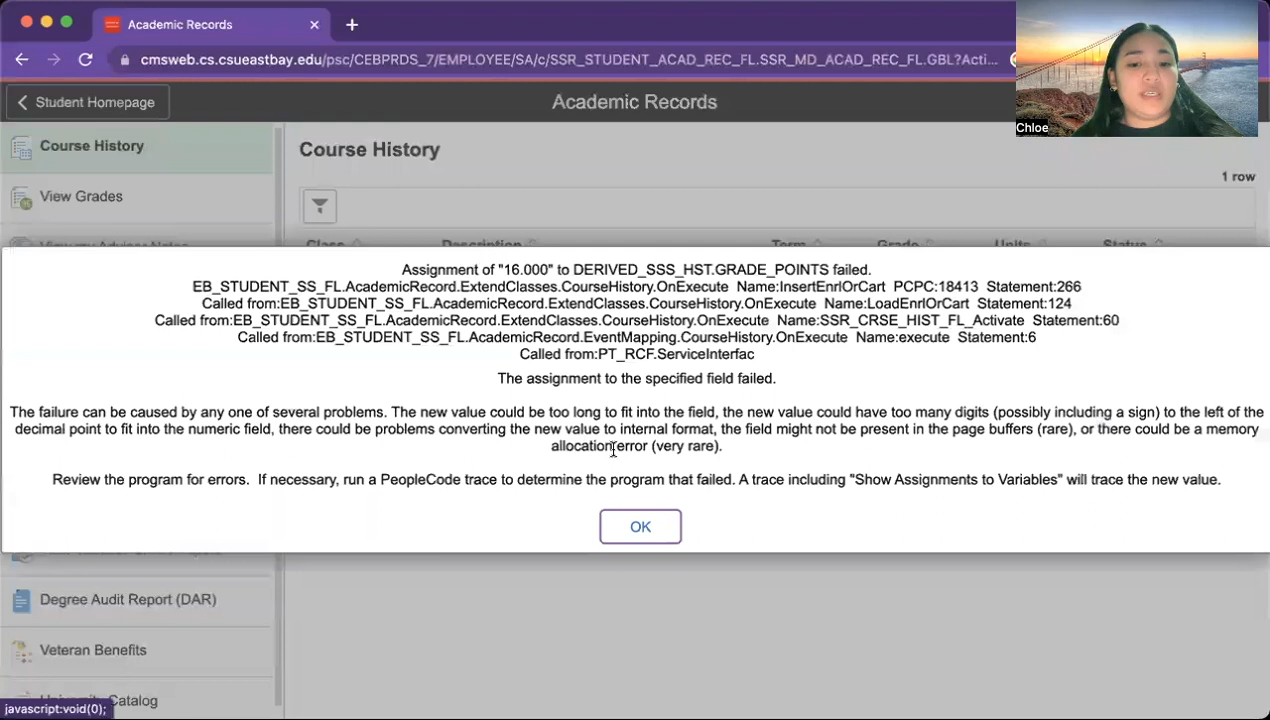 Academic Records
cmsweb.cs.csueastbay.edu/psc/CEBPRDS_7/EMPLOYEE/SA/c/SSR_STUDENT_ACAD_REC_FL.SSR_MD_ACAD_REC_FL.GBL?Acti...
Student Homepage
Academic Records
Chloe
Course History
View Grades
Course History
1 row
Class
Description
Term
Grade
Units
Status
Assignment of "16.000" to DERIVED_SSS_HST.GRADE_POINTS failed.
EB_STUDENT_SS_FL.AcademicRecord.ExtendClasses.CourseHistory.OnExecute Name:InsertEnrlOrCart PCPC:18413 Statement:266
Called from:EB_STUDENT_SS_FL.AcademicRecord.ExtendClasses.CourseHistory.OnExecute Name:LoadEnrlOrCart Statement:124
Called from:EB_STUDENT_SS_FL.AcademicRecord.ExtendClasses.CourseHistory.OnExecute Name:SSR_CRSE_HIST_FL_Activate Statement:60
Called from:EB_STUDENT_SS_FL.AcademicRecord.EventMapping.CourseHistory.OnExecute Name:execute Statement:6
Called from:PT_RCF.ServiceInterfac
The assignment to the specified field failed.
The failure can be caused by any one of several problems. The new value could be too long to fit into the field, the new value could have too many digits (possibly including a sign) to the left of the
decimal point to fit into the numeric field, there could be problems converting the new value to internal format, the field might not be present in the page buffers (rare), or there could be a memory
allocation error (very rare).
Review the program for errors. If necessary, run a PeopleCode trace to determine the program that failed. A trace including "Show Assignments to Variables" will trace the new value.
OK
Degree Audit Report (DAR)
Veteran Benefits
Catalog
javascript:void(0);